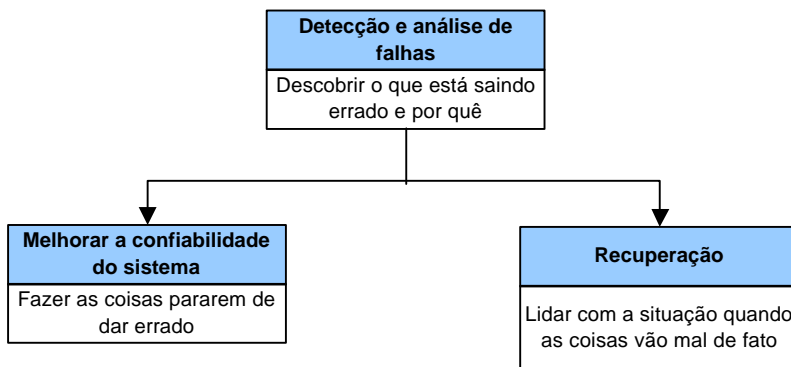 Detecção e análise de
falhas
Descobrir o que está saindo
errado e por quê
Melhorar a confiabilidade
do sistema
Fazer as coisas pararem de
dar errado
Recuperação
Lidar com a situação quando
as coisas vão mal de fato